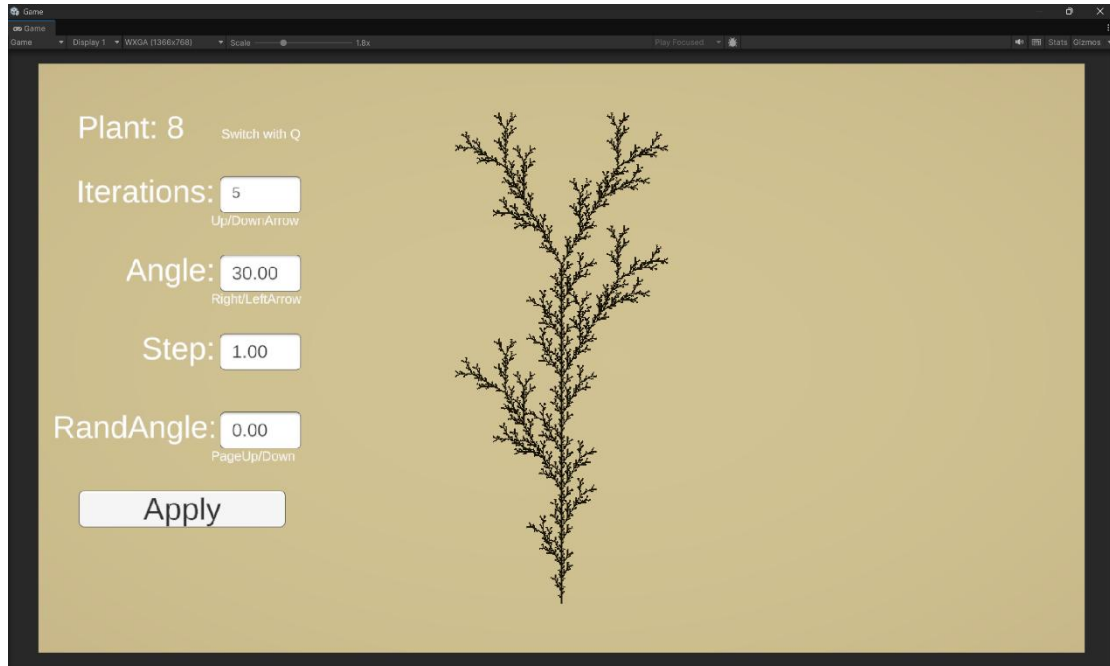 Game
Game
Game Display 1 WXGA (1366x768) Scale 1.8x Play Focused Stats Gizmos
Plant: 8 Switch with Q
Iterations: 5
Up/DownArrow
Angle: 30.00
Right/LeftArrow
Step: 1.00
RandAngle: 0.00
PageUp/Down
Apply